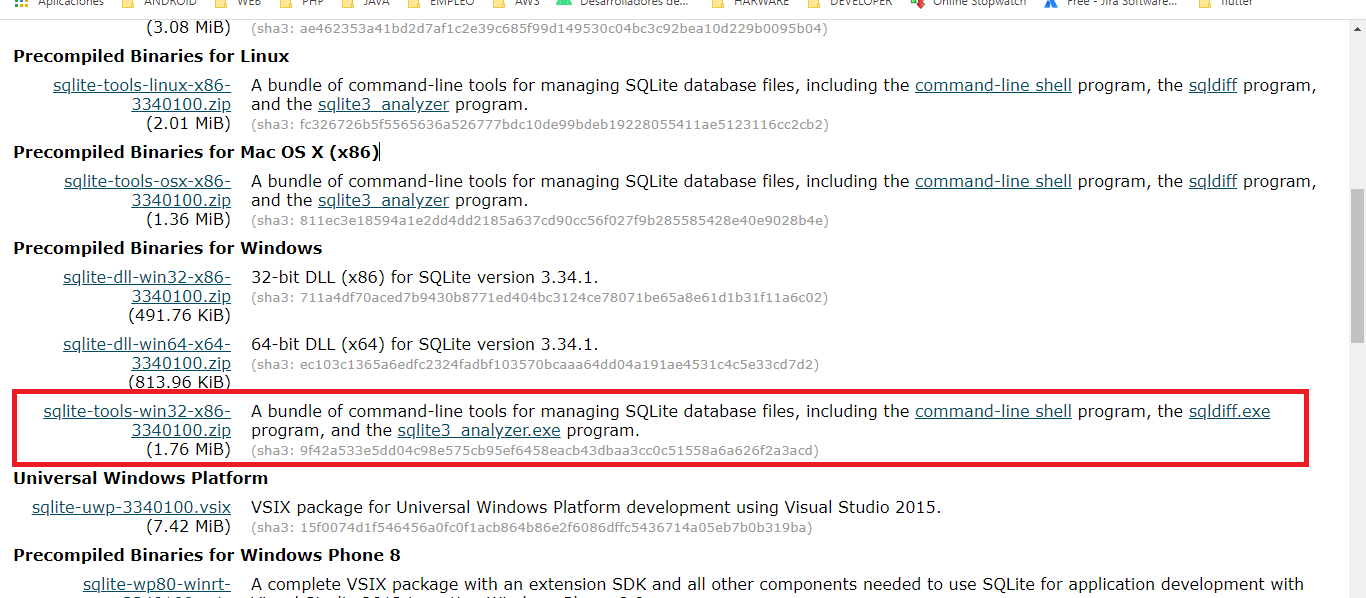 Aplicaciones ANDROID WEB PHP JAVA EMPLEO AWS Desarrolladores de... HARWARE DEVELOPER Online Stopwatch Free - Jira Software... flutter
(3.08 MiB) (sha3: ae462353a41bd2d7af1c2e39c685f99d149530c04bc3c92bea10d229b0095b04)
Precompiled Binaries for Linux
sqlite-tools-linux-x86- A bundle of command-line tools for managing SQLite database files, including the command-line shell program, the sqldiff program,
3340100.zip and the sqlite3_analyzer program.
(2.01 MiB) (sha3: fc326726b5f5565636a526777bdc10de99bdeb19228055411ae5123116cc2cb2)
Precompiled Binaries for Mac OS X (x86)
sqlite-tools-osx-x86- A bundle of command-line tools for managing SQLite database files, including the command-line shell program, the sqldiff program,
3340100.zip and the sqlite3_analyzer program.
(1.36 MiB) (sha3: 811ec3e18594a1e2dd4dd2185a637cd90cc56f027f9b285585428e40e9028b4e)
Precompiled Binaries for Windows
sqlite-dll-win32-x86- 32-bit DLL (x86) for SQLite version 3.34.1.
3340100.zip (sha3: 711a4df70aced7b9430b8771ed404bc3124ce78071be65a8e61d1b31f11a6c02)
(491.76 KiB)
sqlite-dll-win64-x64- 64-bit DLL (x64) for SQLite version 3.34.1.
3340100.zip (sha3: ec103c1365a6edfc2324fadbf103570bcaaa64dd04a191ae4531c4c5e33cd7d2)
(813.96 KiB)
sqlite-tools-win32-x86- A bundle of command-line tools for managing SQLite database files, including the command-line shell program, the sqldiff.exe
3340100.zip program, and the sqlite3_analyzer.exe program.
(1.76 MiB) (sha3: 9f42a533e5dd04c98e575cb95ef6458eacb43dbaa3cc0c51558a6a626f2a3acd)
Universal Windows Platform
sqlite-uwp-3340100.vsix VSIX package for Universal Windows Platform development using Visual Studio 2015.
(7.42 MiB) (sha3: 15f0074d1f546456a0fc0f1acb864b86e2f6086dffc5436714a05eb7b0b319ba)
Precompiled Binaries for Windows Phone 8
sqlite-wp80-winrt- A complete VSIX package with an extension SDK and all other components needed to use SQLite for application development with